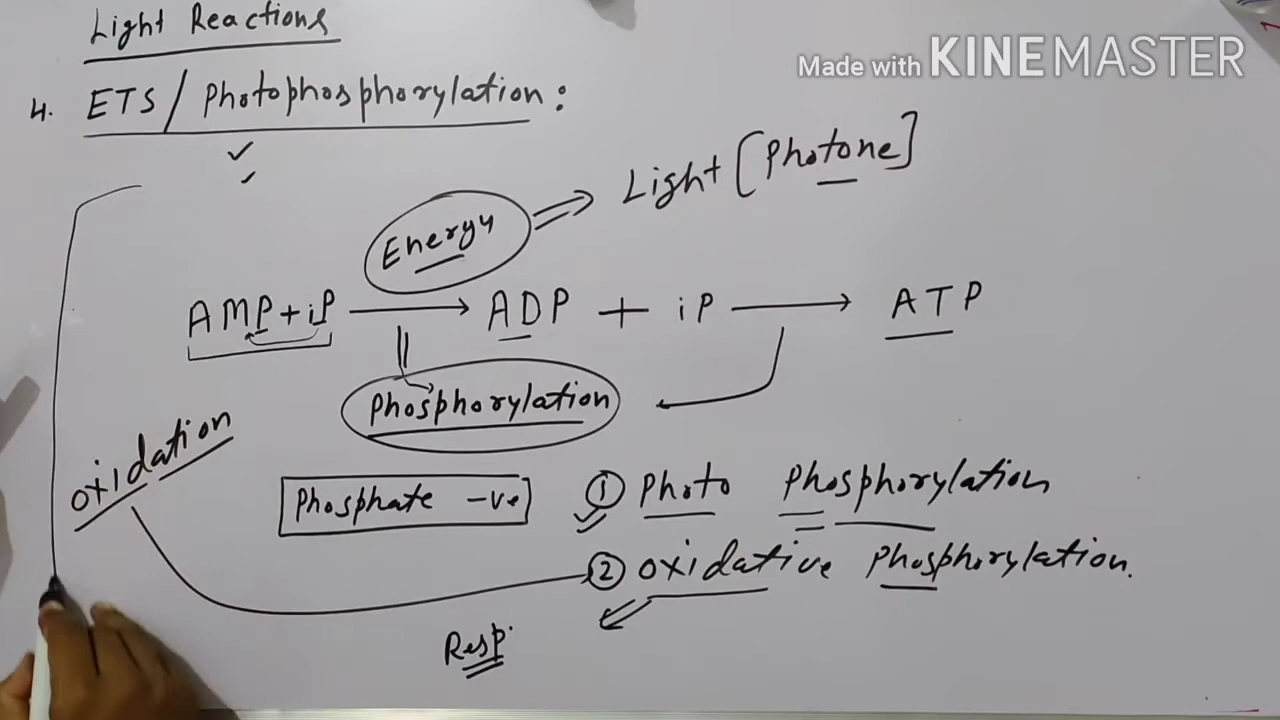 Light Reactions
Made with KINEMASTER
4. ETS / Photophosphorylation:
Light [Photone]
Energy
AMP + iP → ADP + iP → ATP
Phosphorylation
oxidation
Phosphate -ve
① Photo Phosphorylation
② oxidative Phosphorylation.
Resp.